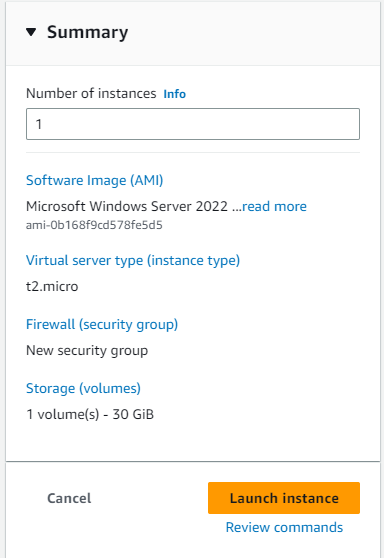 Summary
Number of instances Info
1
Software Image (AMI)
Microsoft Windows Server 2022 ...read more
ami-0b168f9cd578fe5d5
Virtual server type (instance type)
t2.micro
Firewall (security group)
New security group
Storage (volumes)
1 volume(s) - 30 GiB
Cancel
Launch instance
Review commands